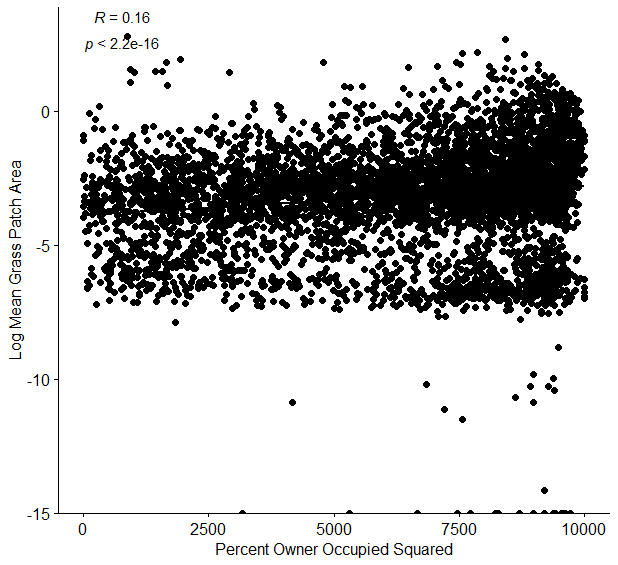 R = 0.16
p < 2.2e-16
0
-5
-10
-15
Log Mean Grass Patch Area
0 2500 5000 7500 10000
Percent Owner Occupied Squared